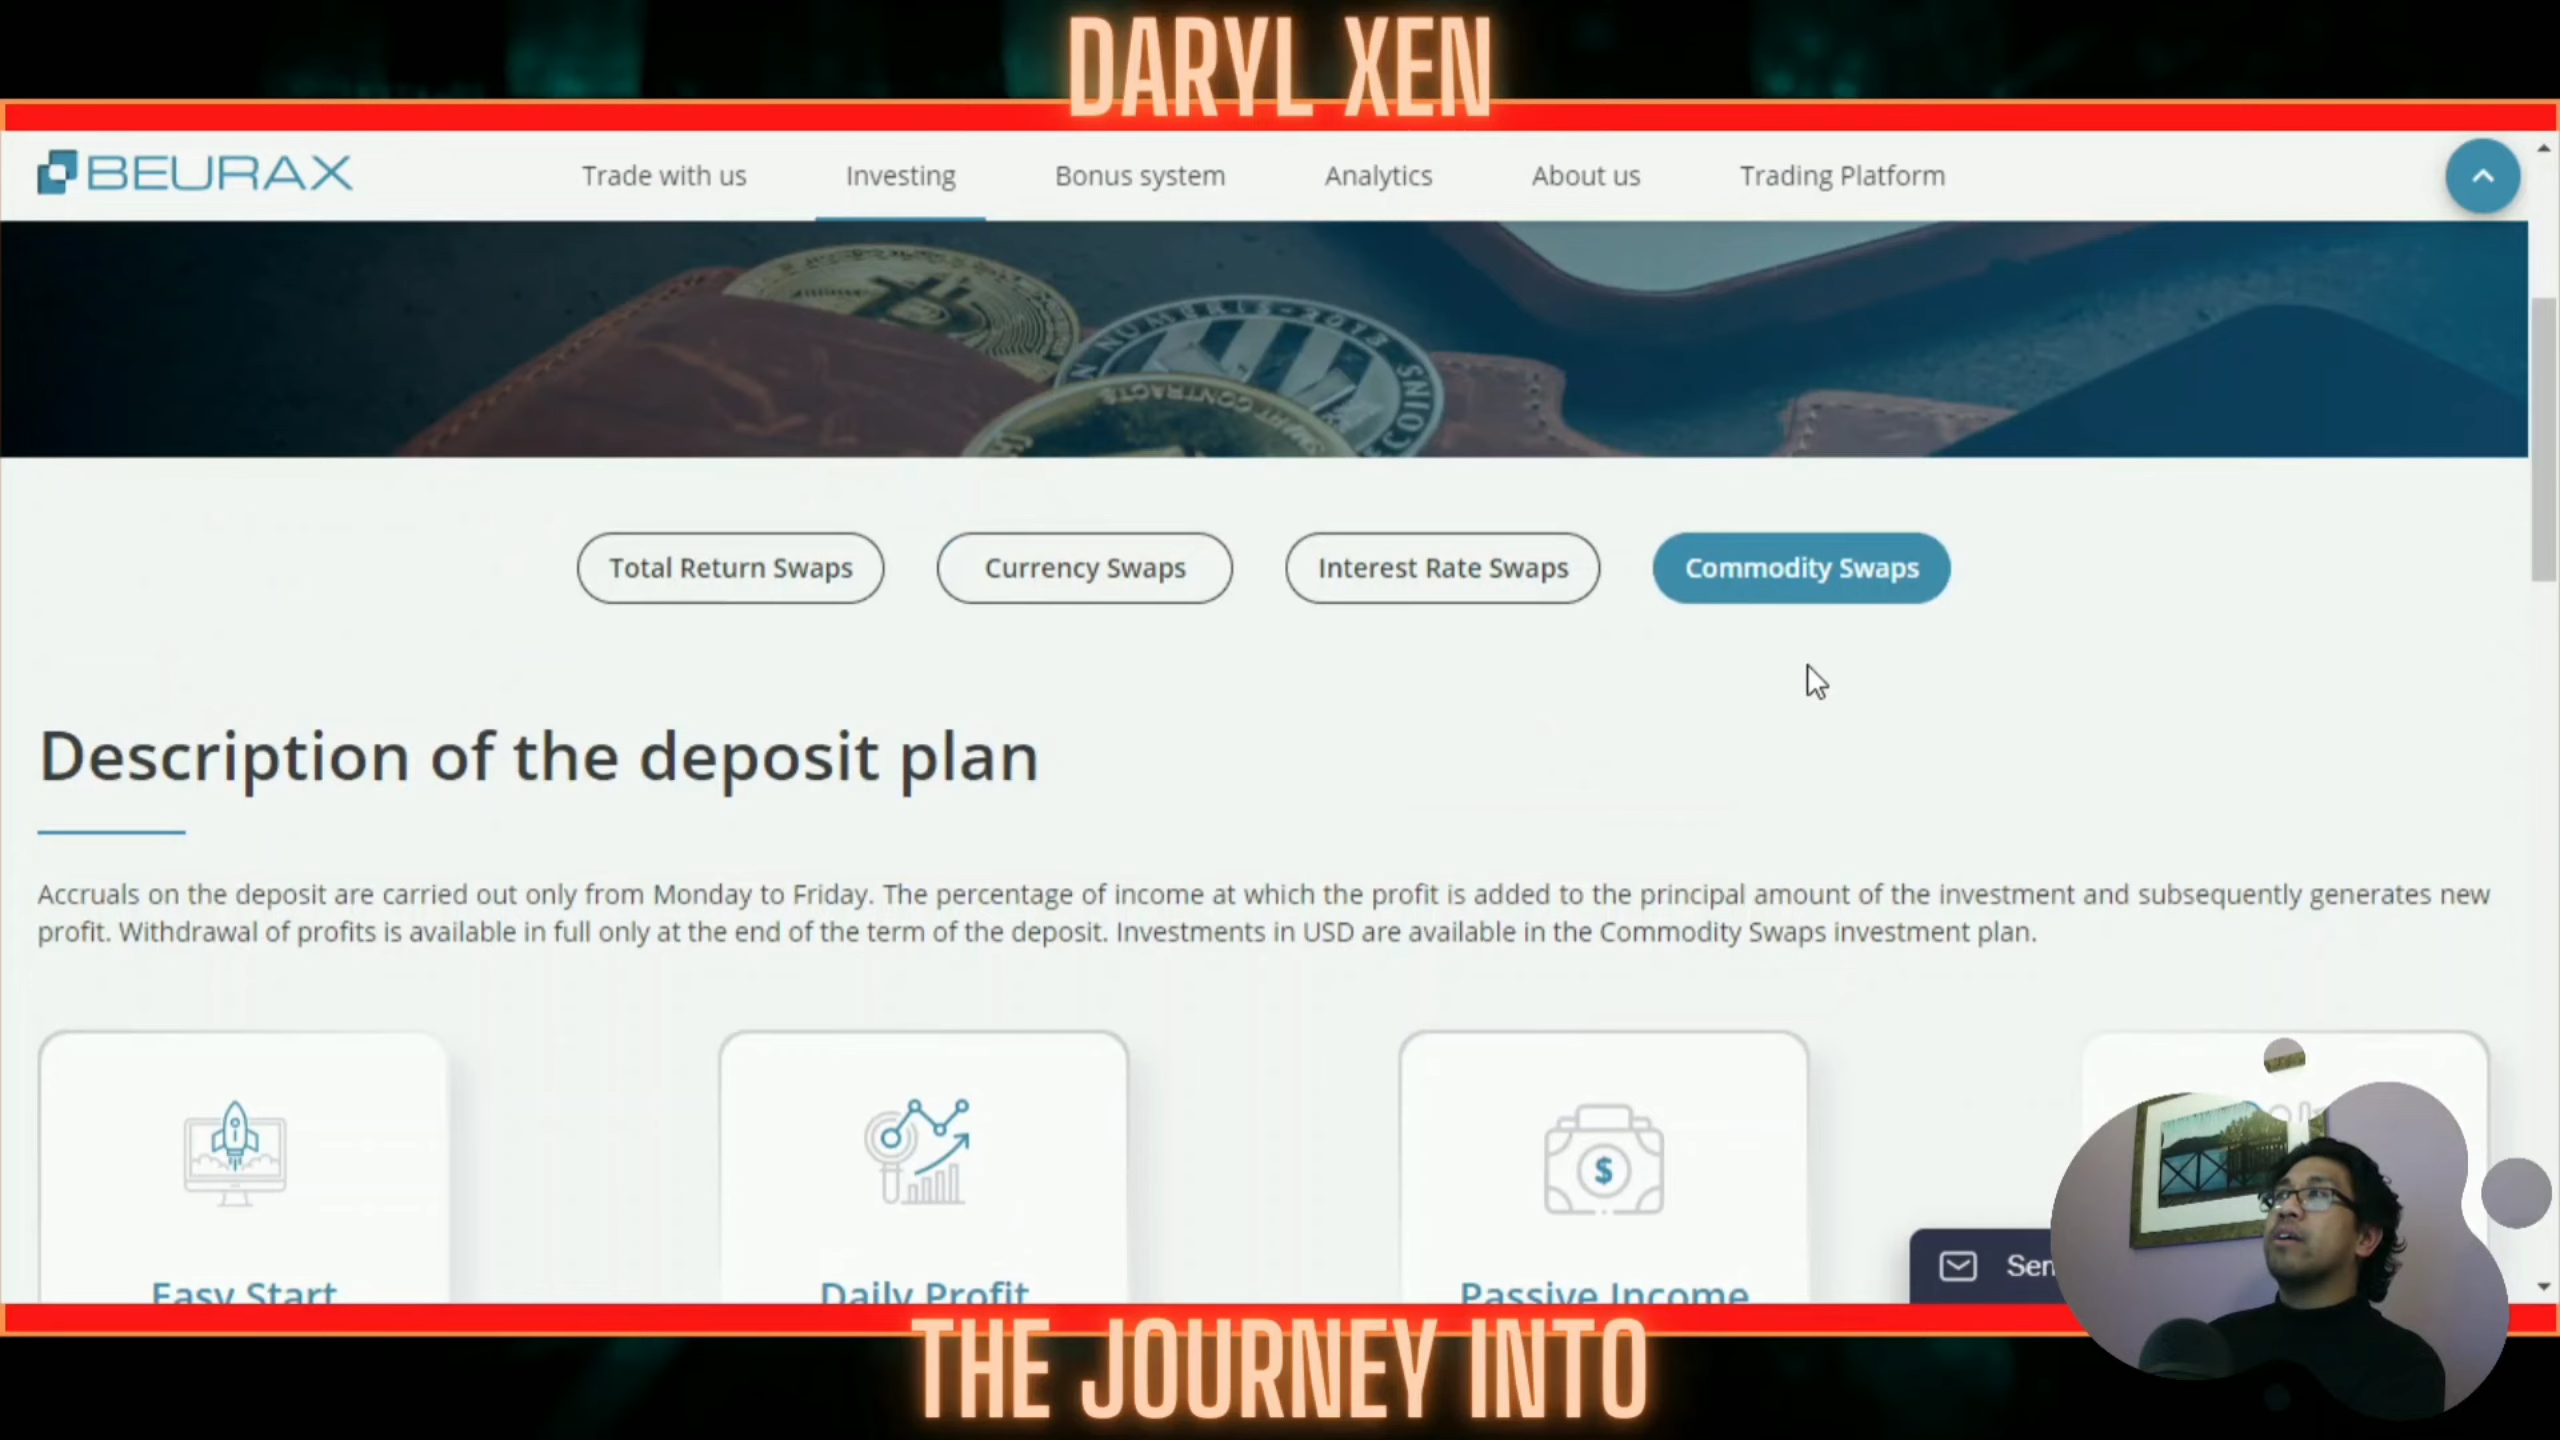 DARYL XEN
BEURAX
Trade with us
Investing
Bonus system
Analytics
About us
Trading Platform
NUMERIS
2013
COINS
SMART CONTRACTS
Total Return Swaps
Currency Swaps
Interest Rate Swaps
Commodity Swaps
Description of the deposit plan
Accruals on the deposit are carried out only from Monday to Friday. The percentage of income at which the profit is added to the principal amount of the investment and subsequently generates new
profit. Withdrawal of profits is available in full only at the end of the term of the deposit. Investments in USD are available in the Commodity Swaps investment plan.
$
Easy Start
Daily Profit
Passive Income
THE JOURNEY INTO